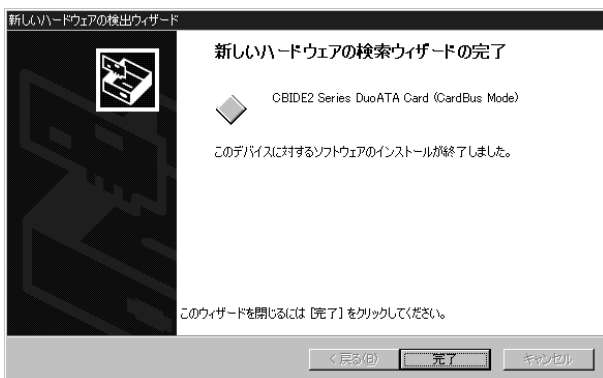 新しいハードウェアの検出ウィザード
新しいハードウェアの検索ウィザードの完了
CBIDE2 Series DuoATA Card (CardBus Mode)
このデバイスに対するソフトウェアのインストールが終了しました。
このウィザードを閉じるには [完了] をクリックしてください。
< 戻る(B)
完了
キャンセル